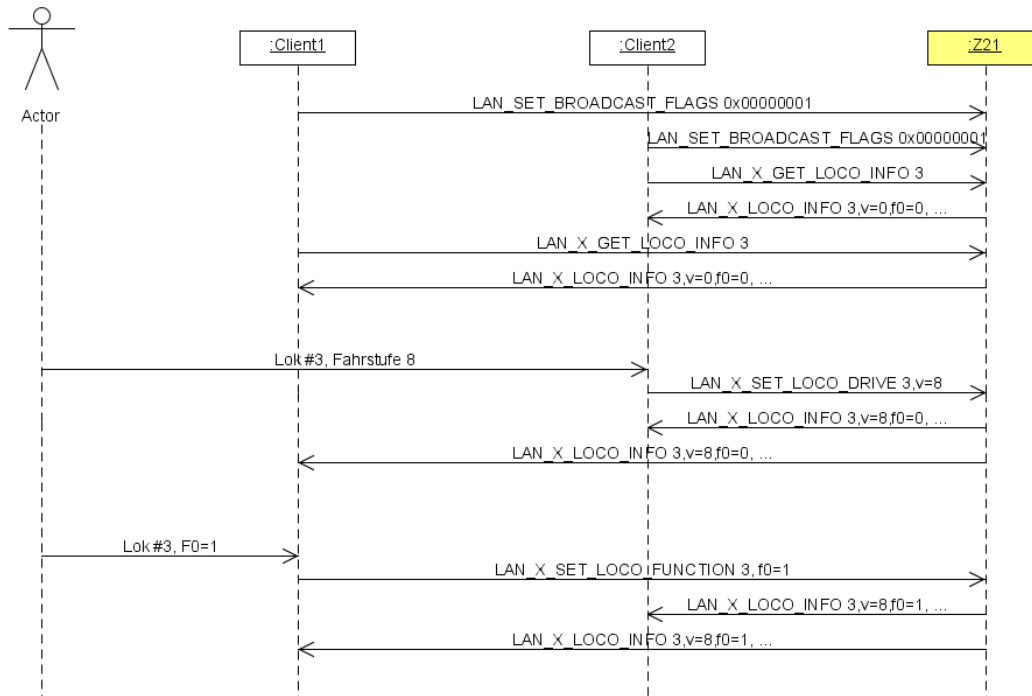 :Client1
:Client2
:Z21
Actor
LAN_SET_BROADCAST_FLAGS 0x00000001
LAN_SET_BROADCAST_FLAGS 0x00000001
LAN_X_GET_LOCO_INFO 3
LAN_X_LOCO_INFO 3,v=0,f0=0, ...
LAN_X_GET_LOCO_INFO 3
LAN_X_LOCO_INFO 3,v=0,f0=0, ...
Lok #3, Fahrstufe 8
LAN_X_SET_LOCO_DRIVE 3,v=8
LAN_X_LOCO_INFO 3,v=8,f0=0, ...
LAN_X_LOCO_INFO 3,v=8,f0=0, ...
Lok #3, F0=1
LAN_X_SET_LOCO_FUNCTION 3, f0=1
LAN_X_LOCO_INFO 3,v=8,f0=1, ...
LAN_X_LOCO_INFO 3,v=8,f0=1, ...